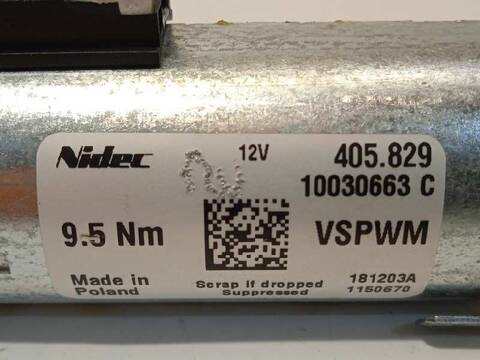 Nidec 12V 405.829
10030663 C
9.5 Nm VSPWM
Made in Poland
Scrap if dropped
Suppressed
181203A
1150670